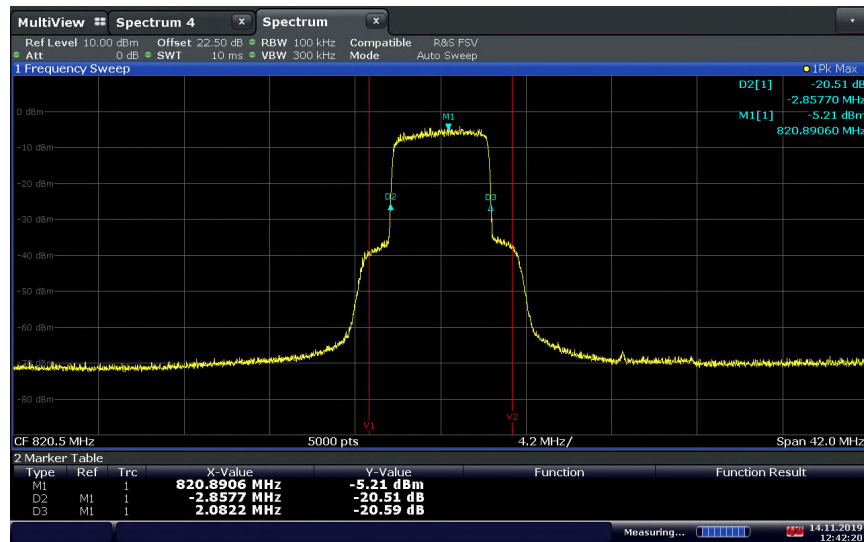 MultiView Spectrum 4 X Spectrum X
Ref Level 10.00 dBm Offset 22.50 dB RBW 100 kHz Compatible R&S FSV
Att 0 dB SWT 10 ms VBW 300 kHz Mode Auto Sweep
1 Frequency Sweep 1Pk Max
D2[1] -20.51 dB
-2.85770 MHz
M1[1] -5.21 dBm
820.89060 MHz
0 dBm
M1
-10 dBm
-20 dBm
D2 D3
-30 dBm
-40 dBm
-50 dBm
-60 dBm
-70 dBm
-80 dBm
V1 V2
CF 820.5 MHz 5000 pts 4.2 MHz/ Span 42.0 MHz
2 Marker Table
Type Ref Trc X-Value Y-Value Function Function Result
M1 1 820.8906 MHz -5.21 dBm
D2 M1 1 -2.8577 MHz -20.51 dB
D3 M1 1 2.0822 MHz -20.59 dB
Measuring... 14.11.2019
12:42:20